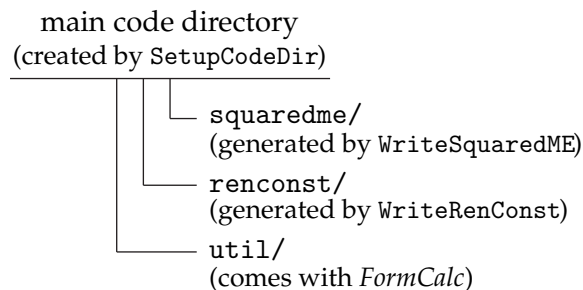 main code directory
(created by SetupCodeDir)
squaredme/
(generated by WriteSquaredME)
renconst/
(generated by WriteRenConst)
util/
(comes with FormCalc)